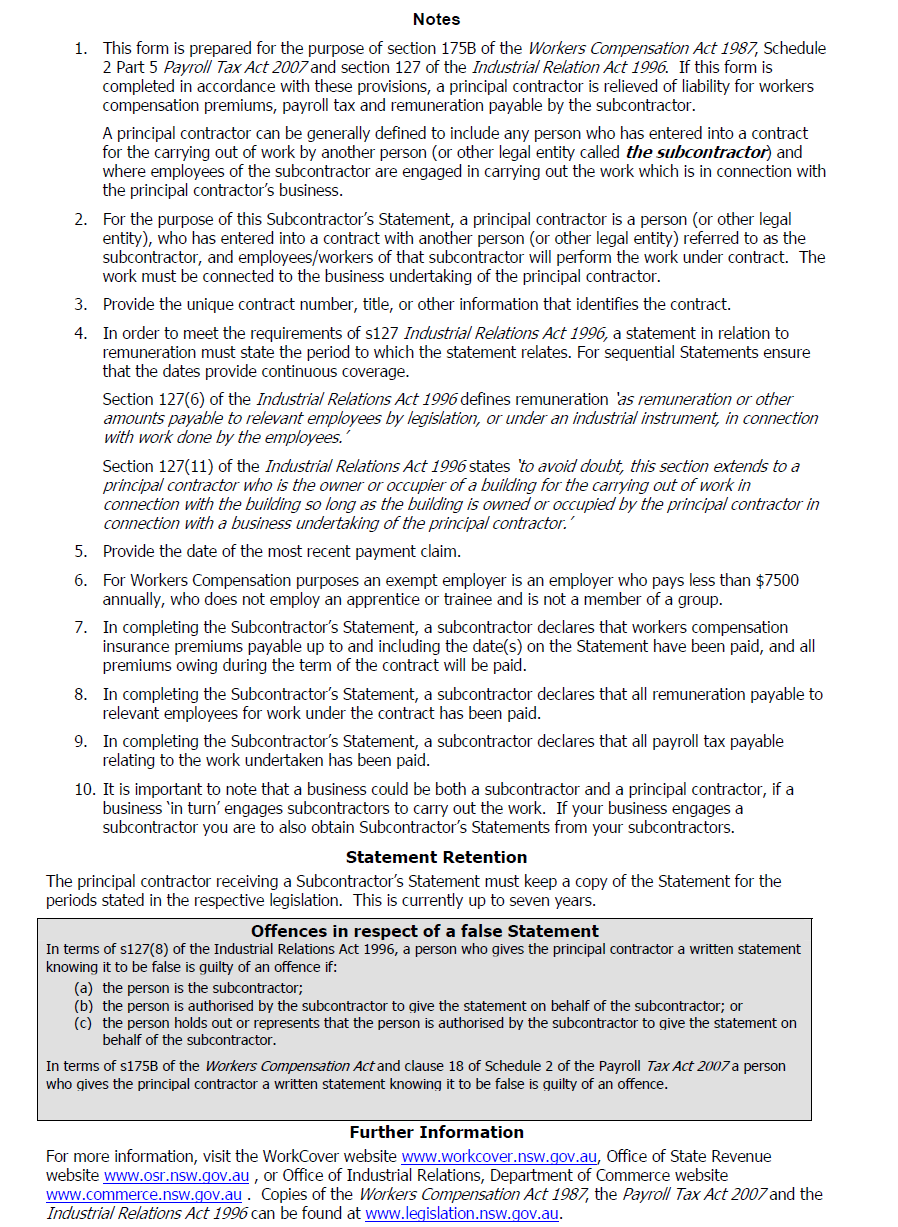 Notes
1. This form is prepared for the purpose of section 175B of the Workers Compensation Act 1987, Schedule
2 Part 5 Payroll Tax Act 2007 and section 127 of the Industrial Relation Act 1996. If this form is
completed in accordance with these provisions, a principal contractor is relieved of liability for workers
compensation premiums, payroll tax and remuneration payable by the subcontractor.
A principal contractor can be generally defined to include any person who has entered into a contract
for the carrying out of work by another person (or other legal entity called the subcontractor) and
where employees of the subcontractor are engaged in carrying out the work which is in connection with
the principal contractor's business.
2. For the purpose of this Subcontractor's Statement, a principal contractor is a person (or other legal
entity), who has entered into a contract with another person (or other legal entity) referred to as the
subcontractor, and employees/workers of that subcontractor will perform the work under contract. The
work must be connected to the business undertaking of the principal contractor.
3. Provide the unique contract number, title, or other information that identifies the contract.
4. In order to meet the requirements of s127 Industrial Relations Act 1996, a statement in relation to
remuneration must state the period to which the statement relates. For sequential Statements ensure
that the dates provide continuous coverage.
Section 127(6) of the Industrial Relations Act 1996 defines remuneration 'as remuneration or other
amounts payable to relevant employees by legislation, or under an industrial instrument, in connection
with work done by the employees.'
Section 127(11) of the Industrial Relations Act 1996 states 'to avoid doubt, this section extends to a
principal contractor who is the owner or occupier of a building for the carrying out of work in
connection with the building so long as the building is owned or occupied by the principal contractor in
connection with a business undertaking of the principal contractor.'
5. Provide the date of the most recent payment claim.
6. For Workers Compensation purposes an exempt employer is an employer who pays less than $7500
annually, who does not employ an apprentice or trainee and is not a member of a group.
7. In completing the Subcontractor's Statement, a subcontractor declares that workers compensation
insurance premiums payable up to and including the date(s) on the Statement have been paid, and all
premiums owing during the term of the contract will be paid.
8. In completing the Subcontractor's Statement, a subcontractor declares that all remuneration payable to
relevant employees for work under the contract has been paid.
9. In completing the Subcontractor's Statement, a subcontractor declares that all payroll tax payable
relating to the work undertaken has been paid.
10. It is important to note that a business could be both a subcontractor and a principal contractor, if a
business 'in turn' engages subcontractors to carry out the work. If your business engages a
subcontractor you are to also obtain Subcontractor's Statements from your subcontractors.
Statement Retention
The principal contractor receiving a Subcontractor's Statement must keep a copy of the Statement for the
periods stated in the respective legislation. This is currently up to seven years.
Offences in respect of a false Statement
In terms of s127(8) of the Industrial Relations Act 1996, a person who gives the principal contractor a written statement
knowing it to be false is guilty of an offence if:
(a) the person is the subcontractor;
(b) the person is authorised by the subcontractor to give the statement on behalf of the subcontractor; or
(c) the person holds out or represents that the person is authorised by the subcontractor to give the statement on
behalf of the subcontractor.
In terms of s175B of the Workers Compensation Act and clause 18 of Schedule 2 of the Payroll Tax Act 2007 a person
who gives the principal contractor a written statement knowing it to be false is guilty of an offence.
Further Information
For more information, visit the WorkCover website www.workcover.nsw.gov.au, Office of State Revenue
website www.osr.nsw.gov.au , or Office of Industrial Relations, Department of Commerce website
www.commerce.nsw.gov.au . Copies of the Workers Compensation Act 1987, the Payroll Tax Act 2007 and the
Industrial Relations Act 1996 can be found at www.legislation.nsw.gov.au.